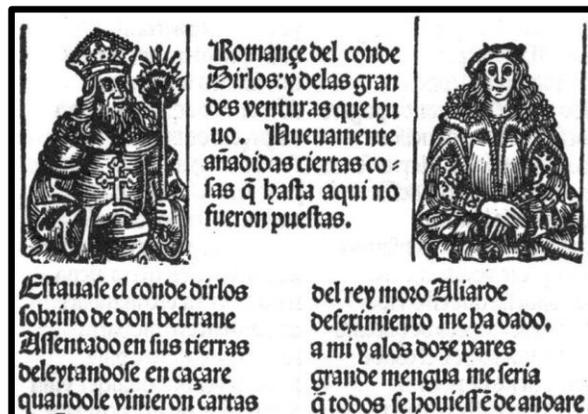 Romançe del conde
Dirlos: y delas gran
des venturas que hu
uo. Nueuamente
añadidas ciertas co⸗
ſas q̃ haſta aqui no
fueron pueſtas.
Eſtauaſe el conde dirlos
ſobrino de don beltrane
Aſſentado en ſus tierras
deleytandoſe en caçare
quandole vinieron cartas
del rey moro Aliarde
deſeximiento me ha dado,
a mi y alos doze pares
grande mengua me ſeria
q̃ todos ſe houieſſẽ de andare